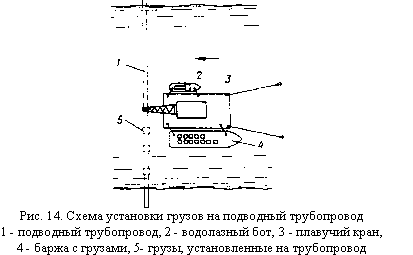 1
2
3
5
4
Рис. 14. Схема установки грузов на подводный трубопровод
1 - подводный трубопровод, 2 - водолазный бот, 3 - плавучий кран,
4 - баржа с грузами, 5- грузы, установленные на трубопровод